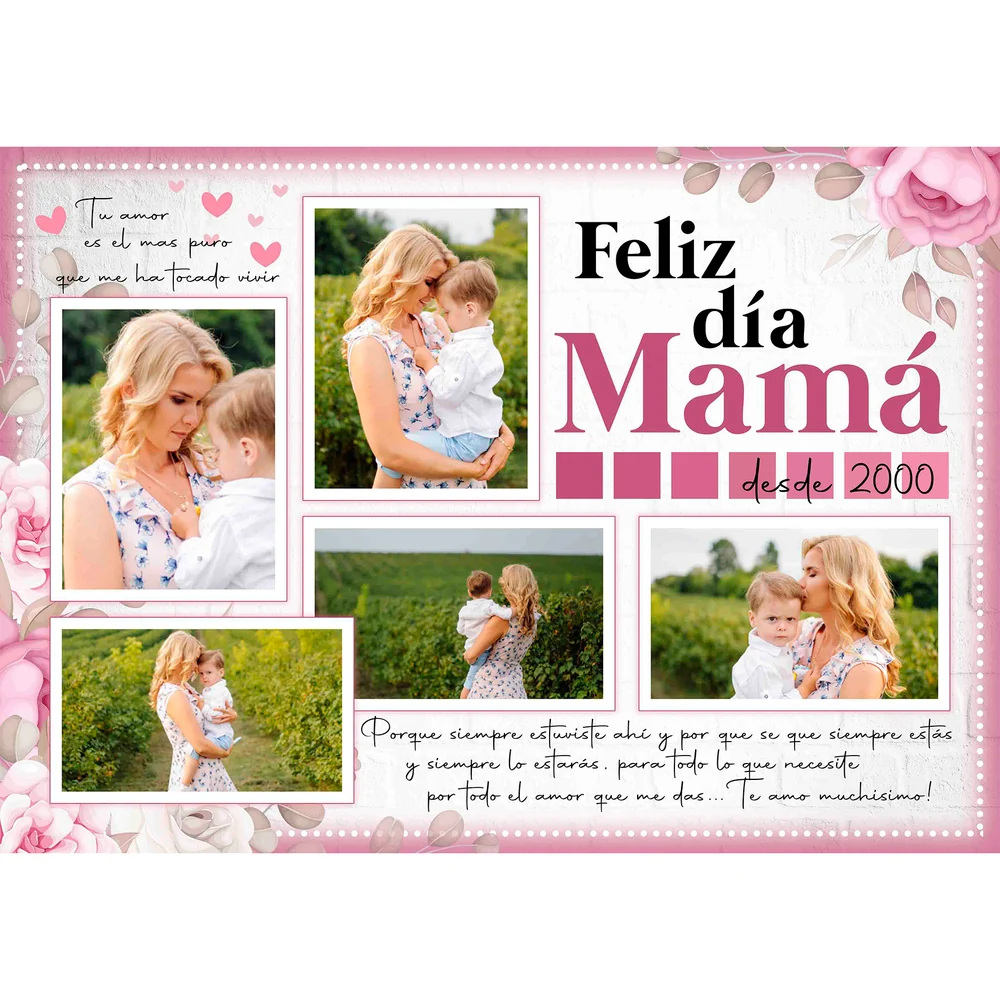 Tu amor
es el mas puro
que me ha tocado vivir
Feliz
día
Mamá
desde 2000
Porque siempre estuviste ahí y por que se que siempre estás
y siempre lo estarás. para todo lo que necesite
por todo el amor que me das... Te amo muchisimo!